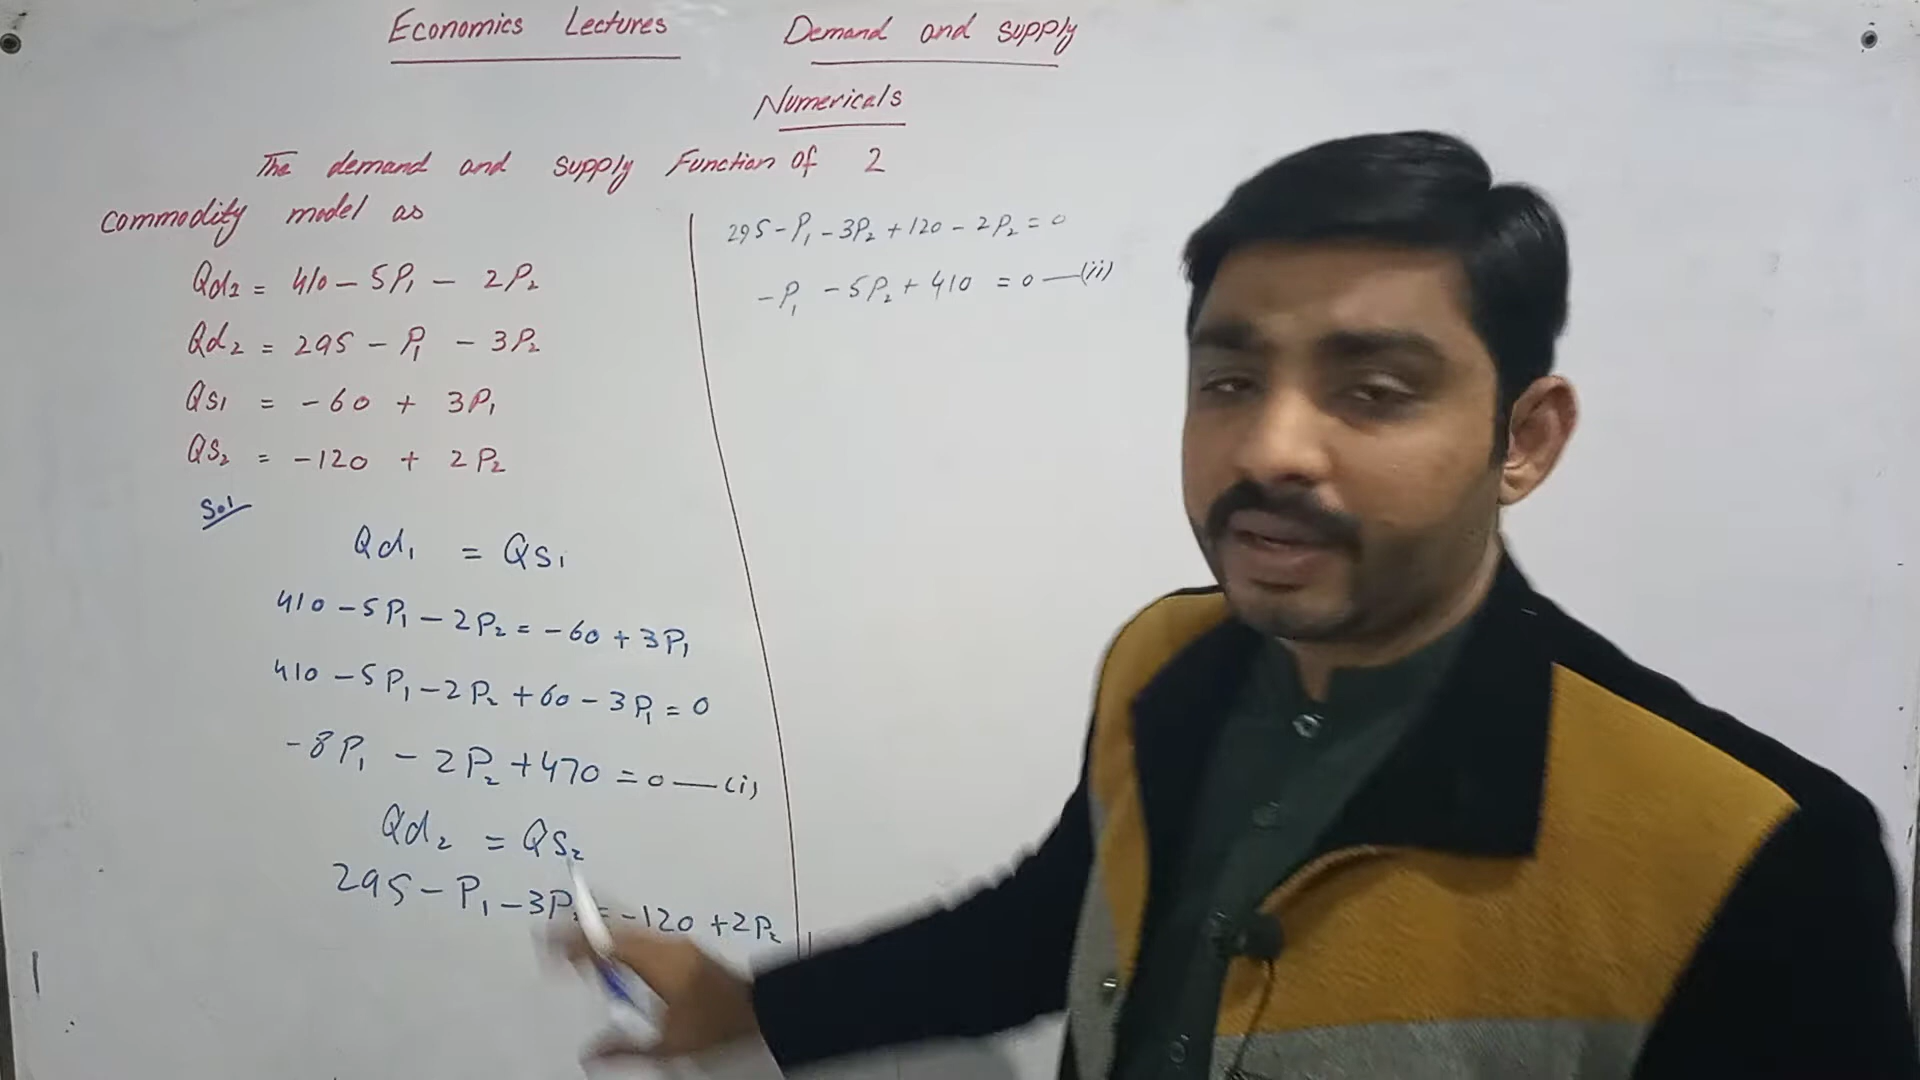 Economics Lectures Demand and supply
Numericals
The demand and supply Function of 2
commodity model as
Qd₂ = 410 - 5P₁ - 2P₂
Qd₂ = 295 - P₁ - 3P₂
Qs₁ = -60 + 3P₁
QS₂ = -120 + 2P₂
Sol
Qd₁ = QS₁
410 - 5P₁ - 2P₂ = -60 + 3P₁
410 - 5P₁ - 2P₂ + 60 - 3P₁ = 0
-8P₁ - 2P₂ + 470 = 0 — (i)
Qd₂ = QS₂
295 - P₁ - 3P₂ = -120 + 2P₂
295 - P₁ - 3P₂ + 120 - 2P₂ = 0
-P₁ - 5P₂ + 410 = 0 — (ii)